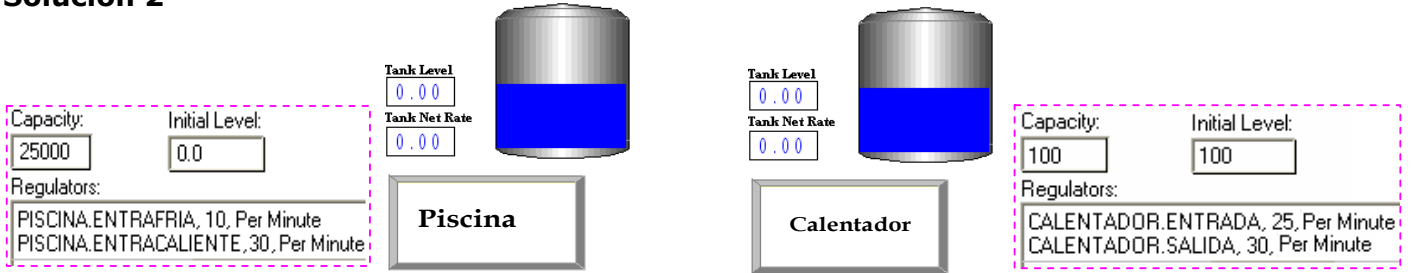 Solución 2
Tank Level
0.00
Tank Net Rate
0.00
Capacity:
Initial Level:
25000
0.0
Regulators:
PISCINA.ENTRAFRIA, 10, Per Minute
PISCINA.ENTRACALIENTE,30, Per Minute
Piscina
Tank Level
0.00
Tank Net Rate
0.00
Calentador
Capacity:
Initial Level:
100
100
Regulators:
CALENTADOR.ENTRADA, 25, Per Minute
CALENTADOR.SALIDA, 30, Per Minute